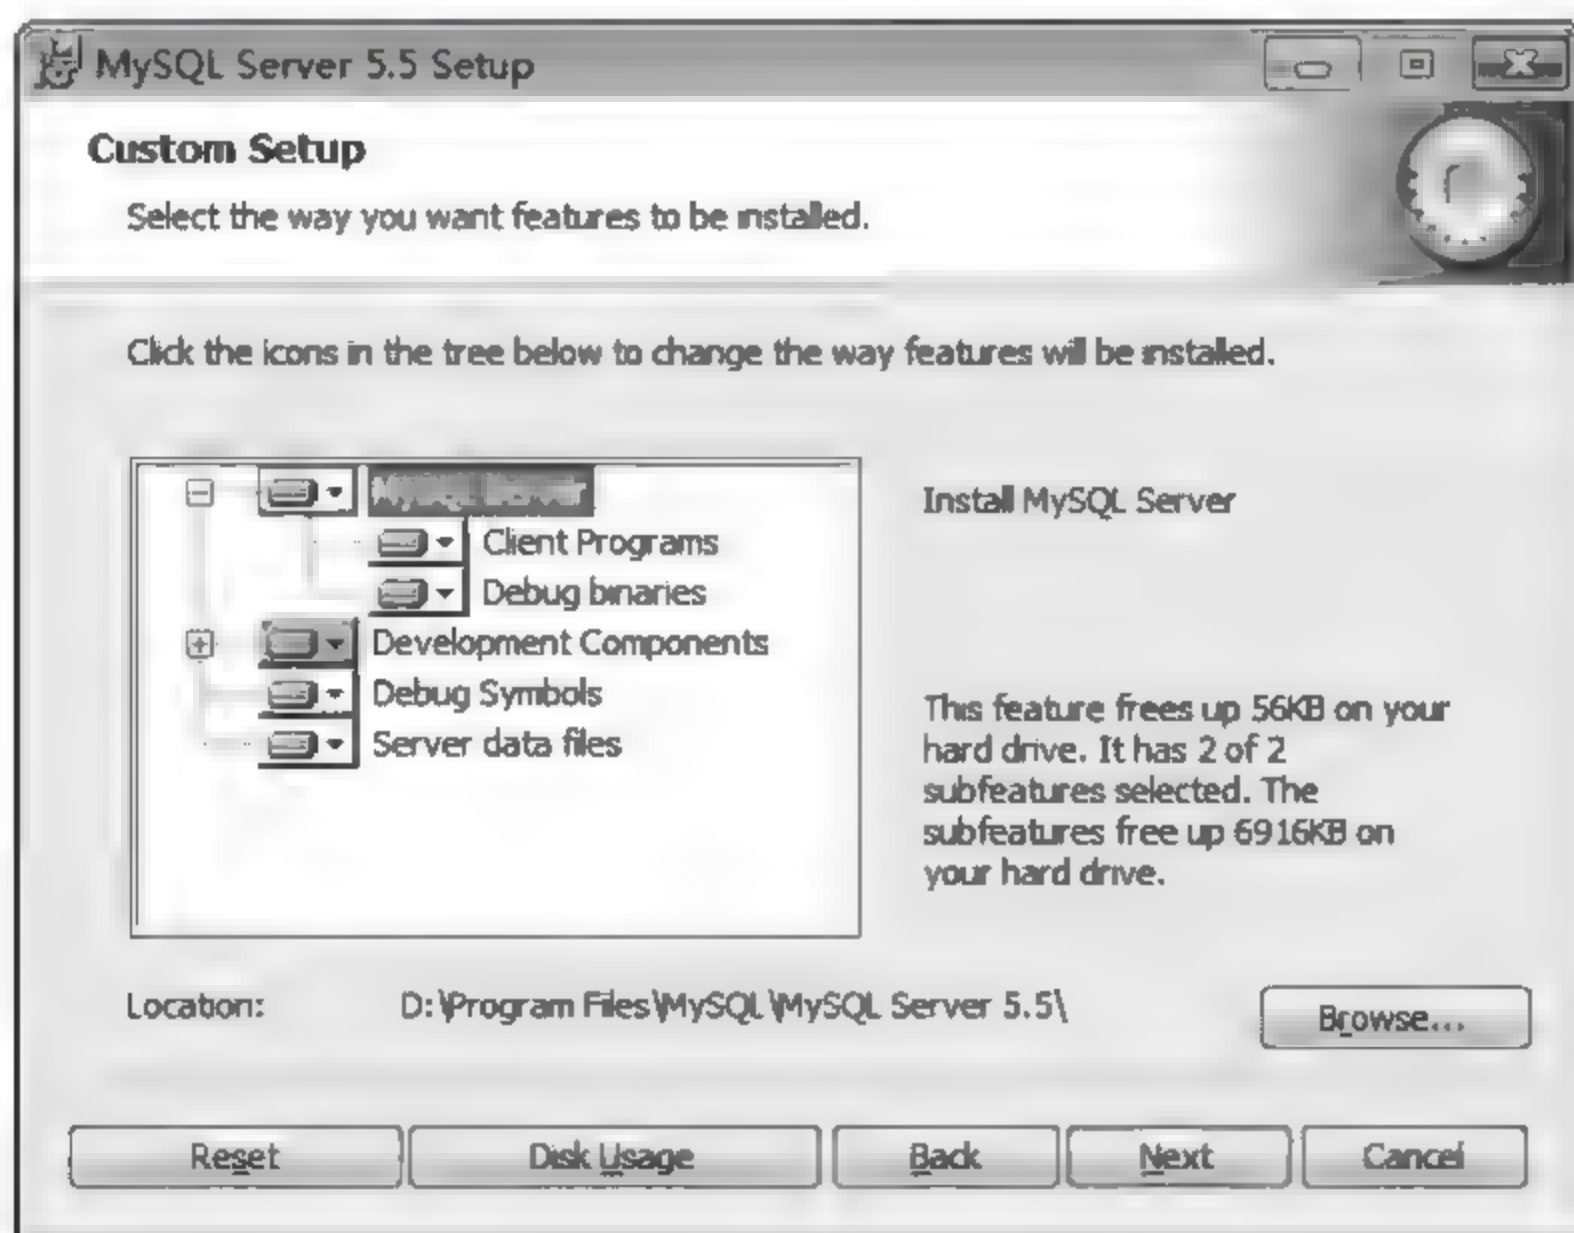 MySQL Server 5.5 Setup
Custom Setup
Select the way you want features to be installed.
Click the icons in the tree below to change the way features will be installed.
MySQL Server
Client Programs
Debug binaries
Development Components
Debug Symbols
Server data files
Install MySQL Server
This feature frees up 56KB on your
hard drive. It has 2 of 2
subfeatures selected. The
subfeatures free up 6916KB on
your hard drive.
Location:
D:\Program Files\MySQL\MySQL Server 5.5\
Browse...
Reset
Disk Usage
Back
Next
Cancel